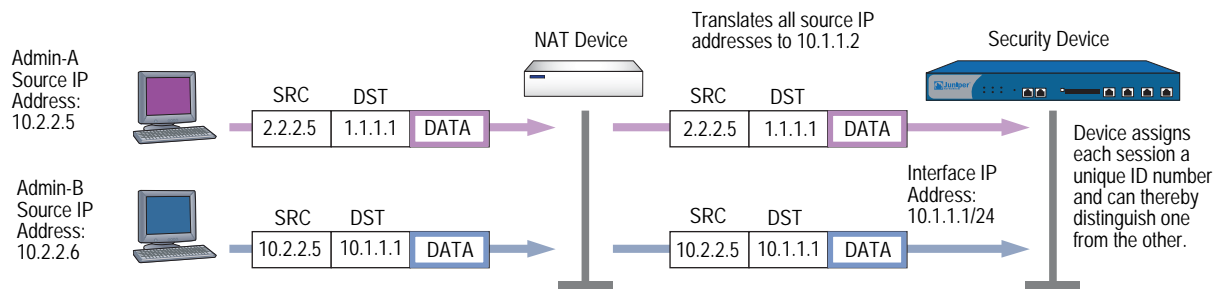 Admin-A
Source IP
Address:
10.2.2.5
SRC DST
2.2.2.5 1.1.1.1 DATA
NAT Device
Translates all source IP
addresses to 10.1.1.2
SRC DST
2.2.2.5 1.1.1.1 DATA
Security Device
Juniper
Device assigns
each session a
unique ID number
and can thereby
distinguish one
from the other.
Admin-B
Source IP
Address:
10.2.2.6
SRC DST
10.2.2.5 10.1.1.1 DATA
SRC DST
10.2.2.5 10.1.1.1 DATA
Interface IP
Address:
10.1.1.1/24